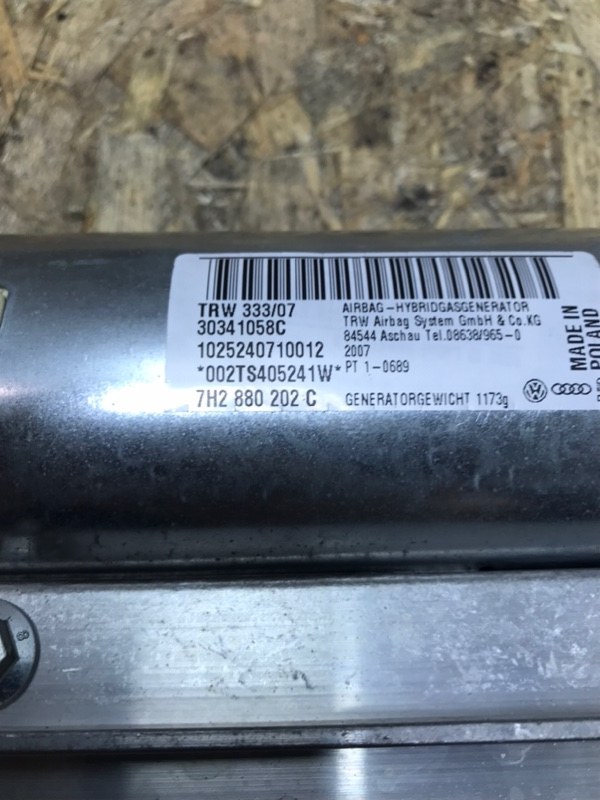 TRW 333/07
30341058C
1025240710012
*002TS405241W*
7H2 880 202 C
AIRBAG-HYBRIDGASGENERATOR
TRW Airbag System GmbH & Co.KG
84544 Aschau Tel.08638/965-0
2007
PT 1-0689
GENERATORGEWICHT 1173g
MADE IN
POLAND
8